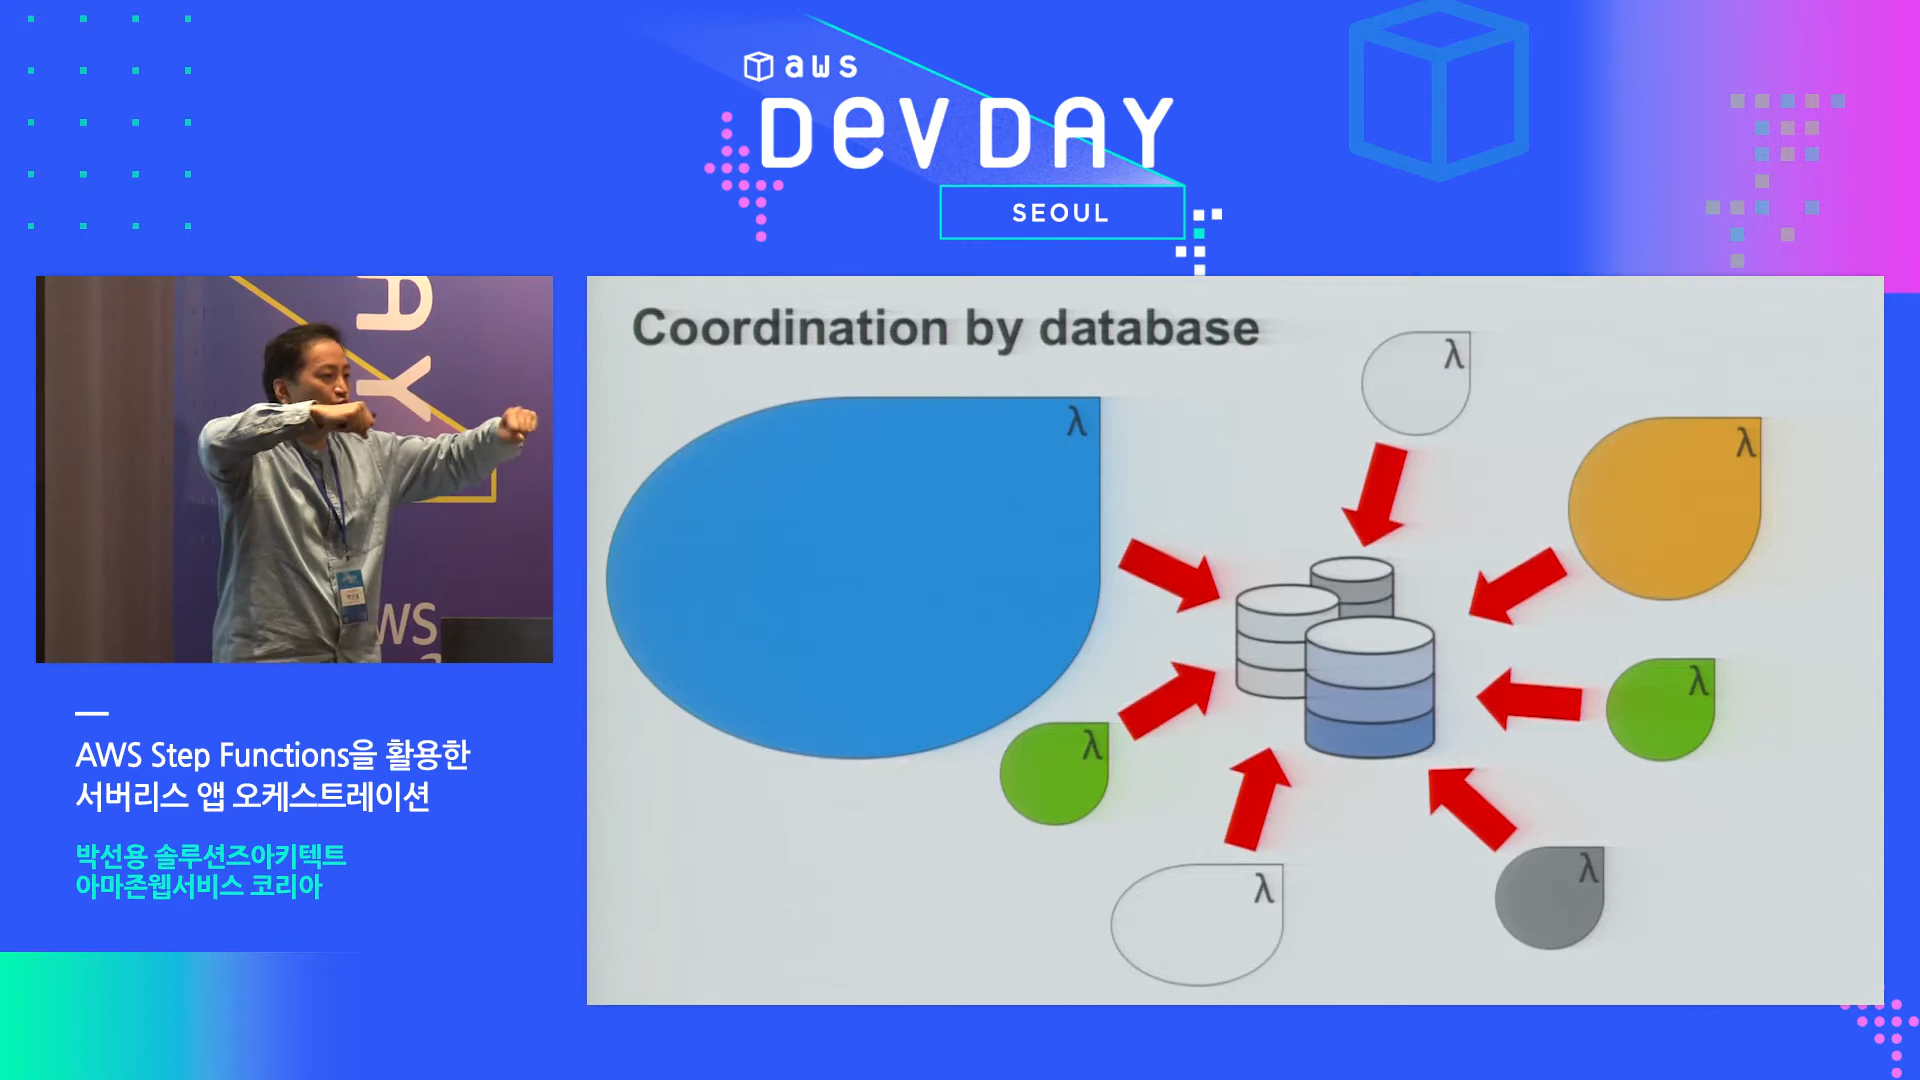 aws
DEV DAY
SEOUL
AY
AWS
Coordination by database
λ
λ
λ
λ
λ
λ
λ
AWS Step Functions을 활용한
서버리스 앱 오케스트레이션
박선용 솔루션즈아키텍트
아마존웹서비스 코리아